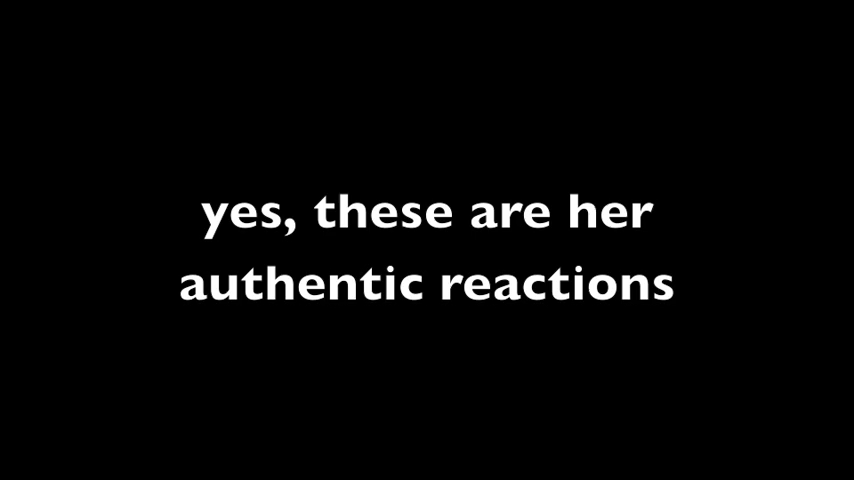 yes, these are her
authentic reactions